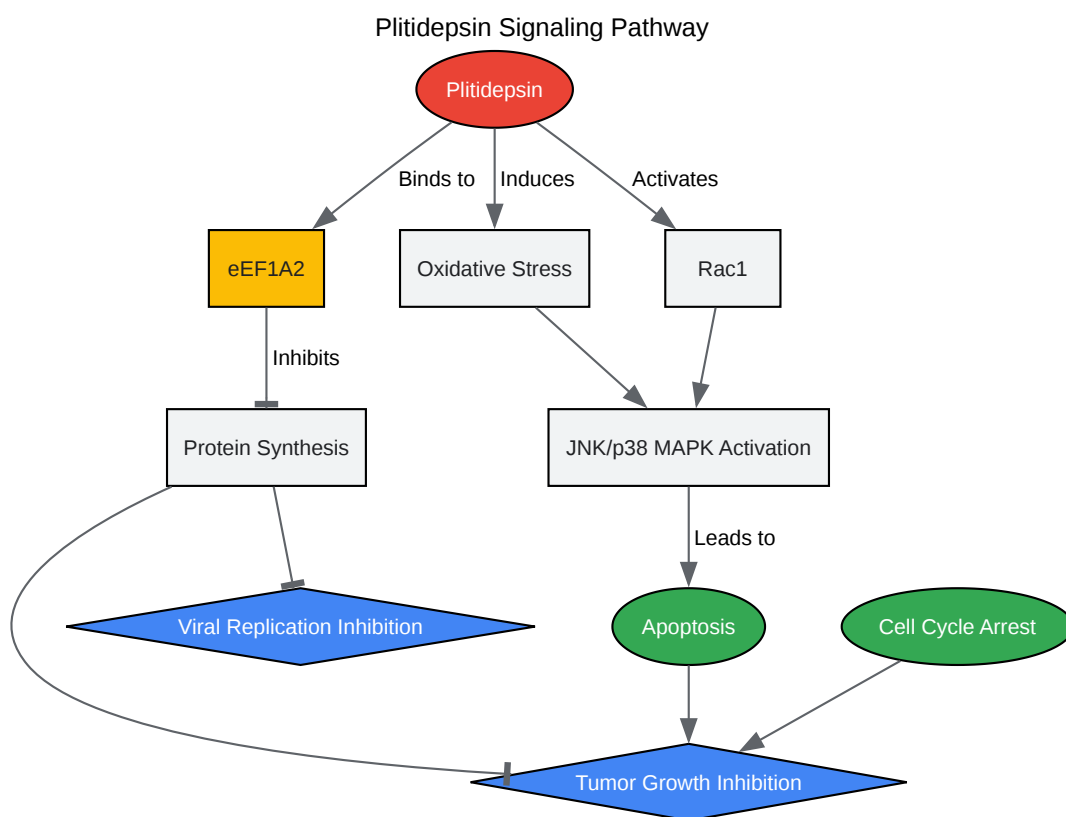 Plitidepsin Signaling Pathway
Plitidepsin
Binds to
Induces
Activates
eEF1A2
Oxidative Stress
Rac1
Inhibits
Protein Synthesis
JNK/p38 MAPK Activation
Leads to
Viral Replication Inhibition
Apoptosis
Cell Cycle Arrest
Tumor Growth Inhibition